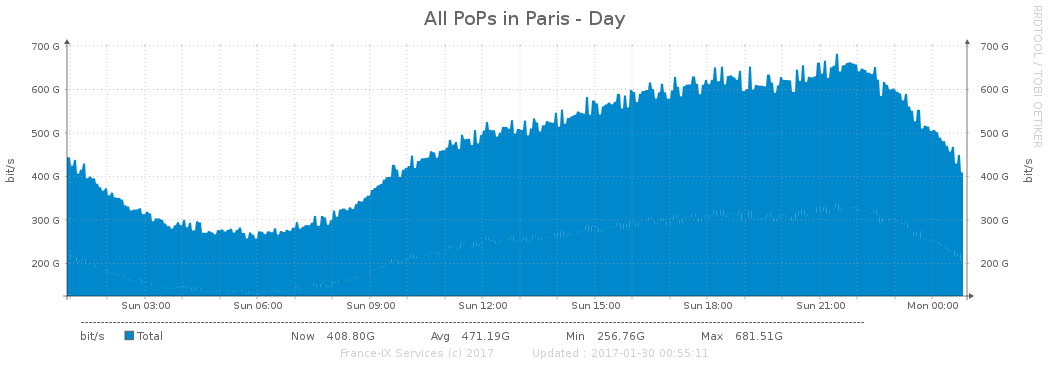 All PoPs in Paris - Day
RRDTOOL / TOBI OETIKER
bit/s
700 G
600 G
500 G
400 G
300 G
200 G
700 G
600 G
500 G
400 G
300 G
200 G
bit/s
Sun 03:00 Sun 06:00 Sun 09:00 Sun 12:00 Sun 15:00 Sun 18:00 Sun 21:00 Mon 00:00
bit/s Total Now 408.80G Avg 471.19G Min 256.76G Max 681.51G
France-IX Services (c) 2017 Updated : 2017-01-30 00:55:11